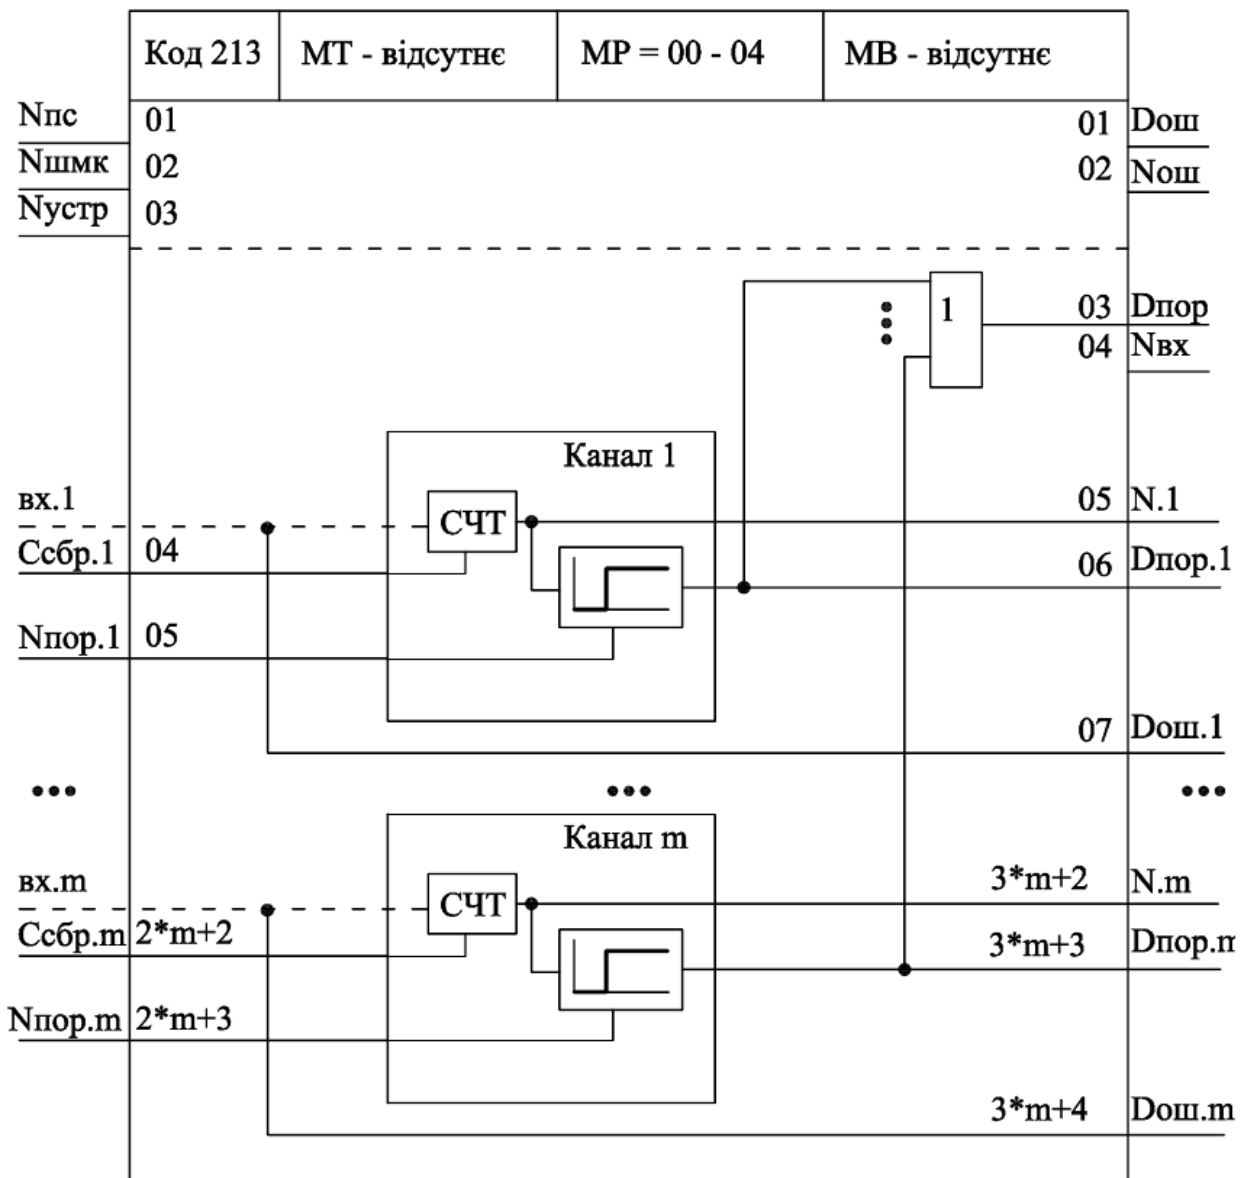 Код 213 МТ - відсутнє МР = 00 - 04 МВ - відсутнє
Nпс 01 01 Dош
Nшмк 02 02 Nош
Nустр 03
1 03 Dпор
04 Nвх
Канал 1
вх.1 СЧТ 05 N.1
Ссбр.1 04 06 Dпор.1
Nпор.1 05
07 Dош.1
Канал m
вх.m СЧТ 3*m+2 N.m
Ссбр.m 2*m+2 3*m+3 Dпор.m
Nпор.m 2*m+3
3*m+4 Dош.m